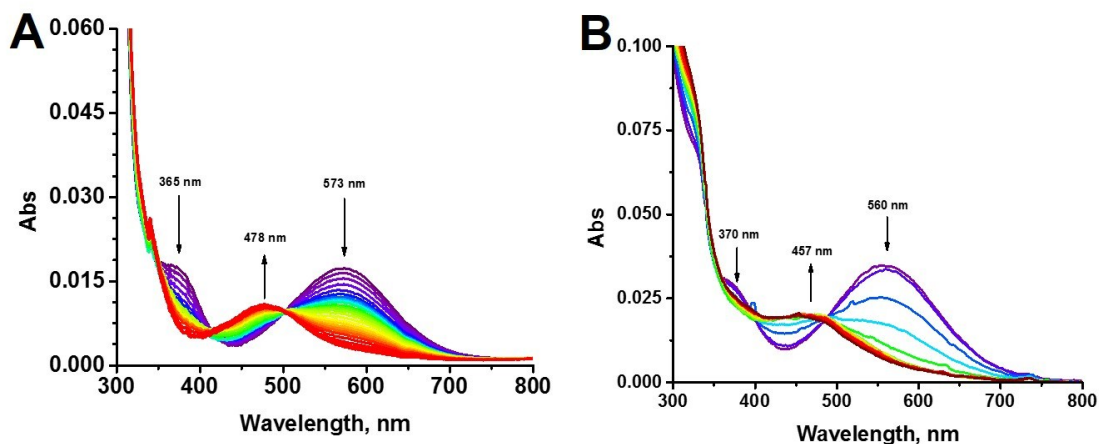 A
0.060
0.045
0.030
0.015
0.000
Abs
365 nm
478 nm
573 nm
300 400 500 600 700 800
Wavelength, nm
B
0.100
0.075
0.050
0.025
0.000
Abs
370 nm
457 nm
560 nm
300 400 500 600 700 800
Wavelength, nm